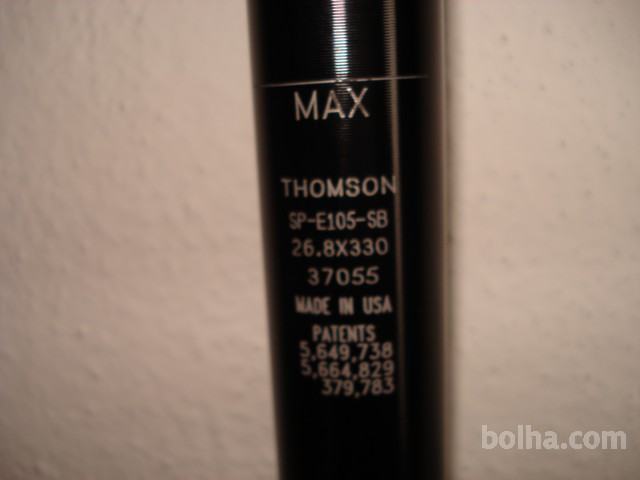 MAX
THOMSON
SP-E105-SB
26.8X330
37055
MADE IN USA
PATENTS
5,649,738
5,664,829
379,783
bolha.com